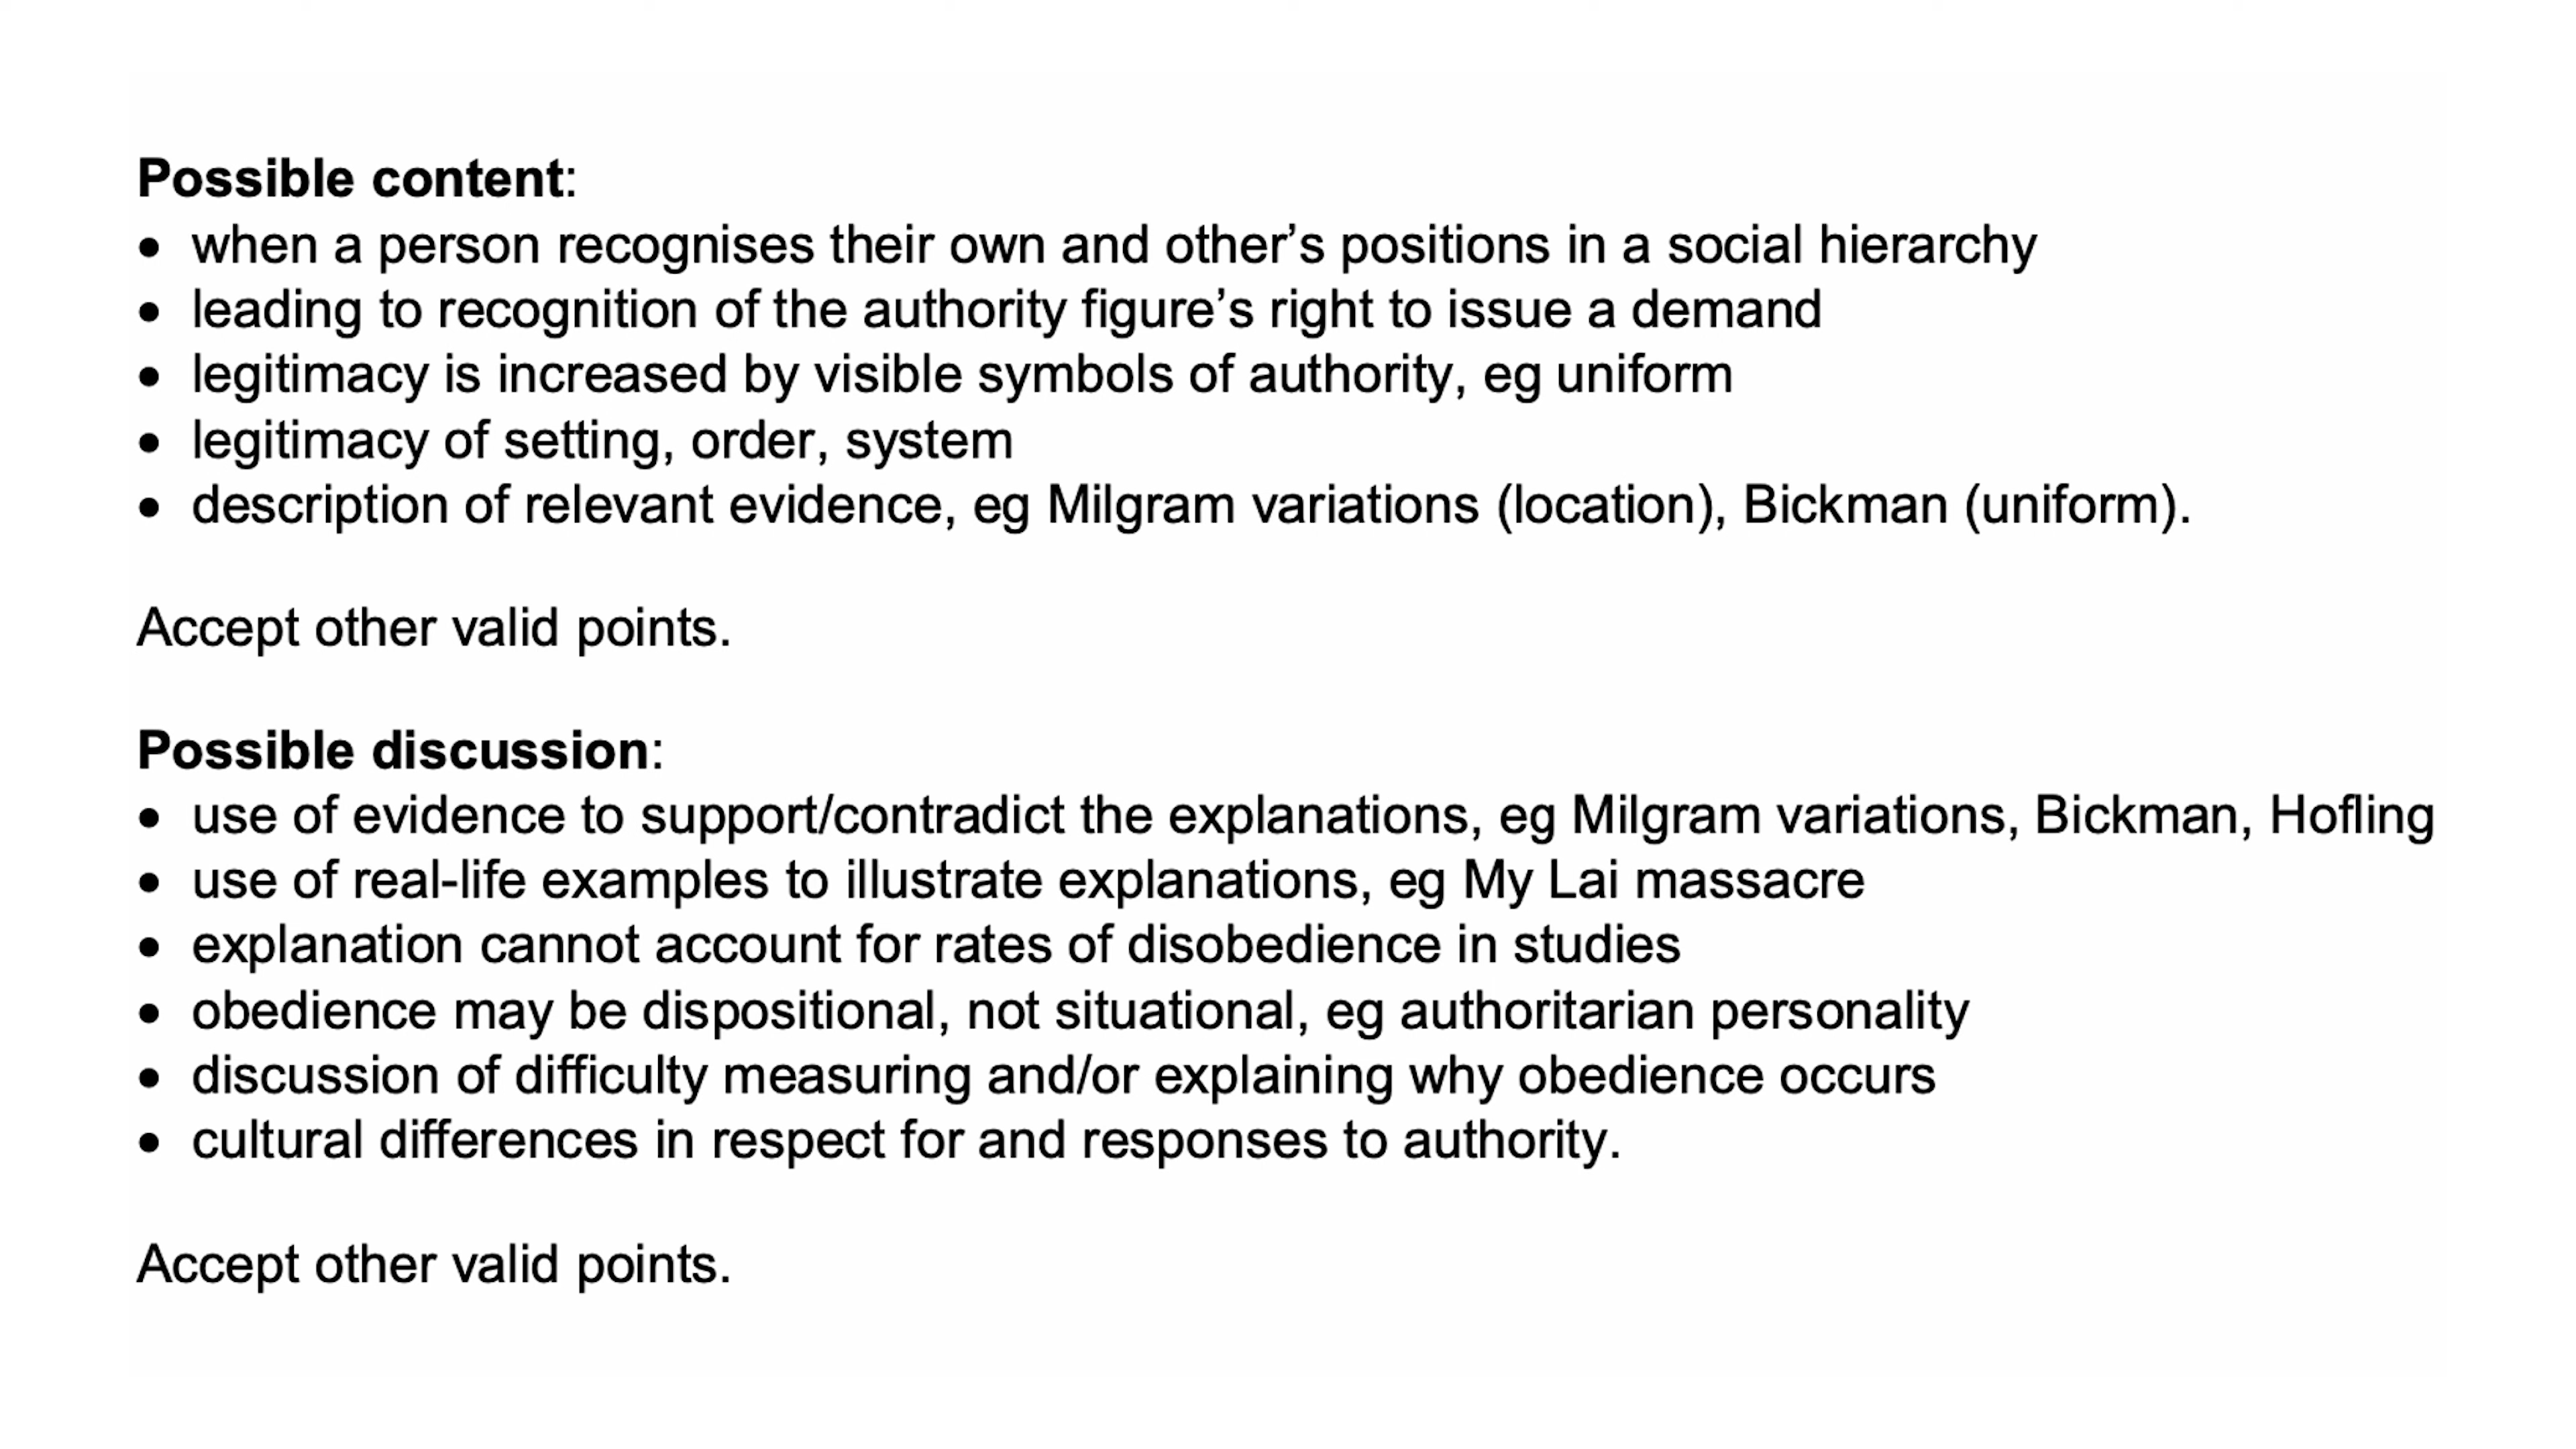 Possible content:
• when a person recognises their own and other’s positions in a social hierarchy
• leading to recognition of the authority figure’s right to issue a demand
• legitimacy is increased by visible symbols of authority, eg uniform
• legitimacy of setting, order, system
• description of relevant evidence, eg Milgram variations (location), Bickman (uniform).
Accept other valid points.
Possible discussion:
• use of evidence to support/contradict the explanations, eg Milgram variations, Bickman, Hofling
• use of real-life examples to illustrate explanations, eg My Lai massacre
• explanation cannot account for rates of disobedience in studies
• obedience may be dispositional, not situational, eg authoritarian personality
• discussion of difficulty measuring and/or explaining why obedience occurs
• cultural differences in respect for and responses to authority.
Accept other valid points.